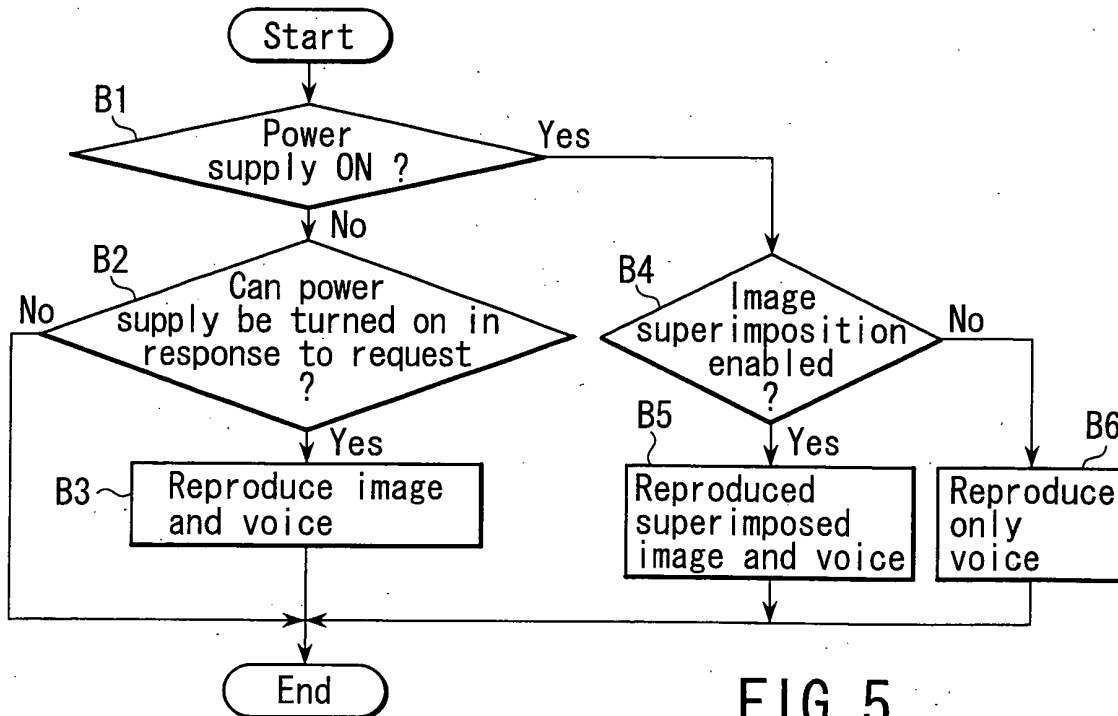 Start
B1
Power
supply ON ?
Yes
No
B2
No
Can power
supply be turned on in
response to request
?
Yes
B3
Reproduce image
and voice
B4
Image
superimposition
enabled
?
No
B5
Yes
Reproduced
superimposed
image and voice
B6
Reproduce
only
voice
End
FIG. 5